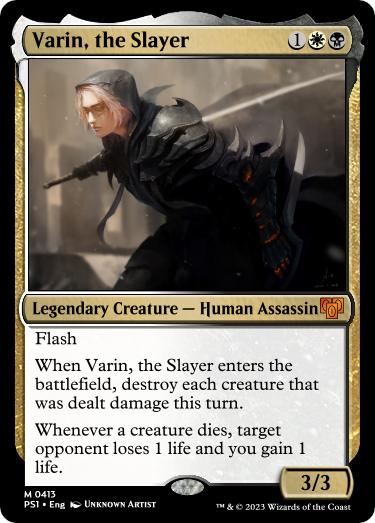 Varin, the Slayer 1
Legendary Creature — Human Assassin
Flash
When Varin, the Slayer enters the
battlefield, destroy each creature that
was dealt damage this turn.
Whenever a creature dies, target
opponent loses 1 life and you gain 1
life.
3/3
M 0413
PS1 • Eng Unknown Artist
™ & © 2023 Wizards of the Coast